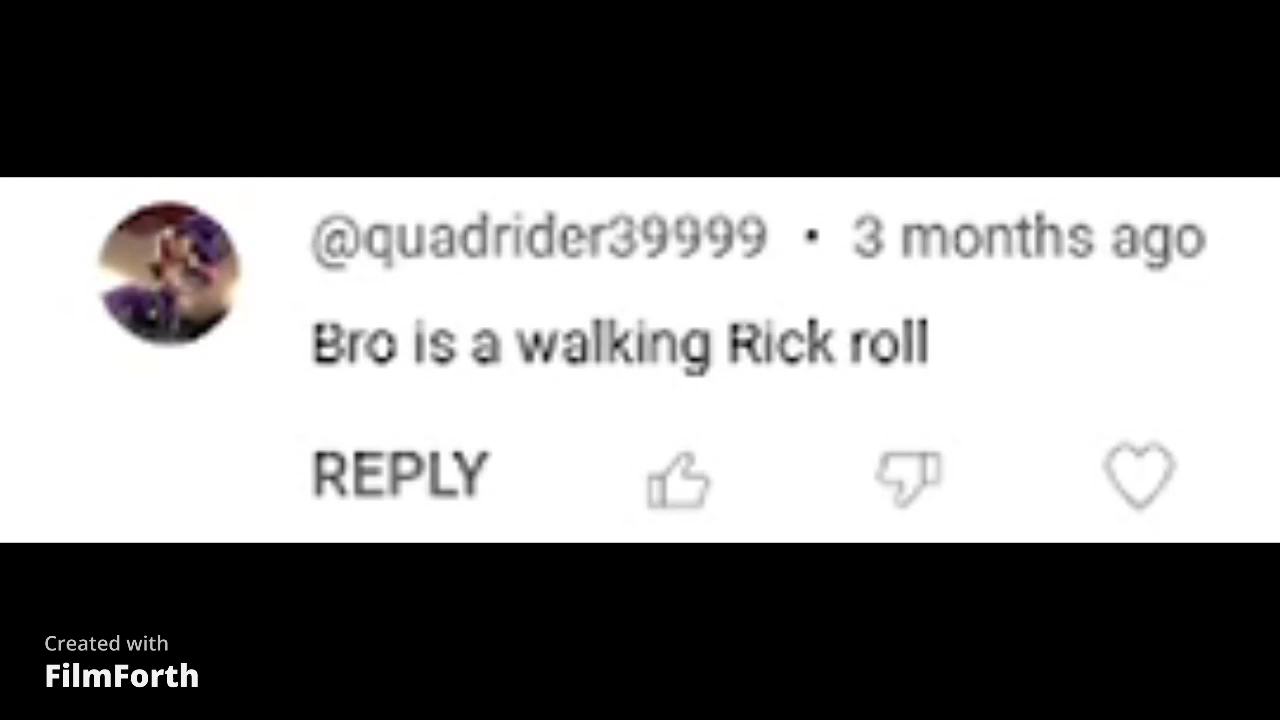 @quadrider39999 • 3 months ago
Bro is a walking Rick roll
REPLY
Created with
FilmForth